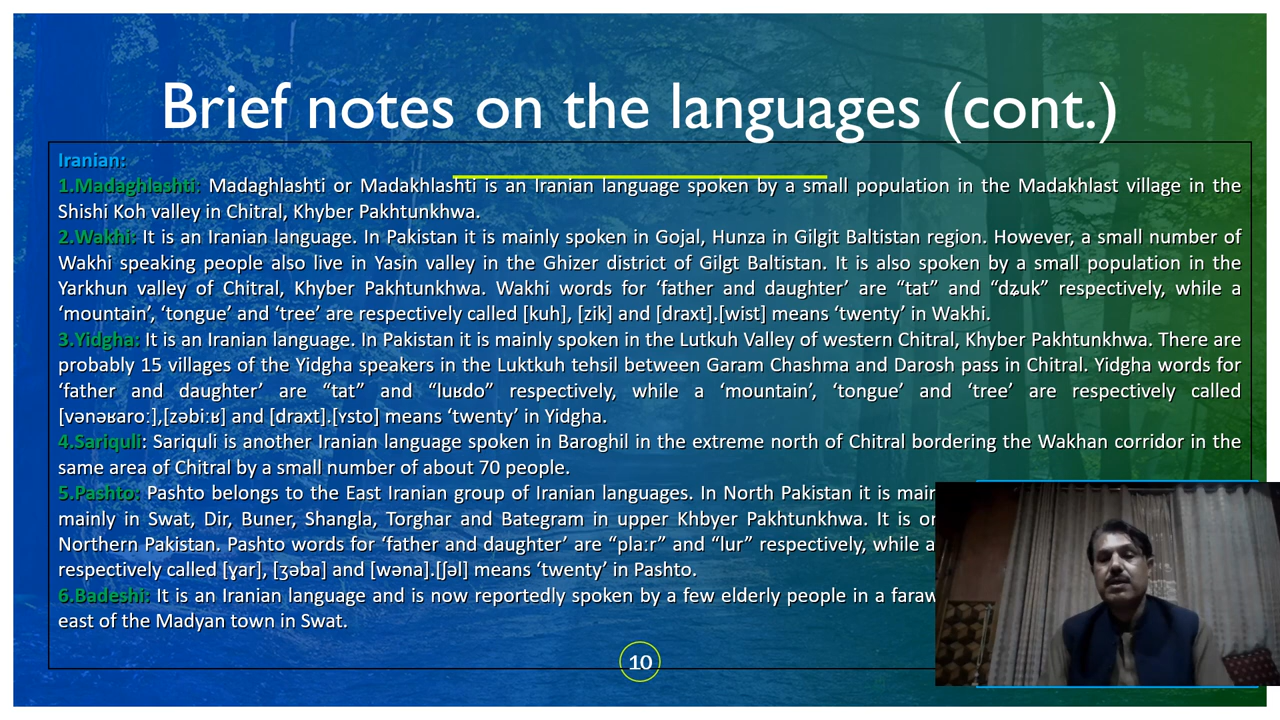 Brief notes on the languages (cont.)
Iranian:
1.Madaghlashti: Madaghlashti or Madakhlashti is an Iranian language spoken by a small population in the Madakhlast village in the
Shishi Koh valley in Chitral, Khyber Pakhtunkhwa.
2.Wakhi: It is an Iranian language. In Pakistan it is mainly spoken in Gojal, Hunza in Gilgit Baltistan region. However, a small number of
Wakhi speaking people also live in Yasin valley in the Ghizer district of Gilgt Baltistan. It is also spoken by a small population in the
Yarkhun valley of Chitral, Khyber Pakhtunkhwa. Wakhi words for ‘father and daughter’ are “tat” and “dʐuk” respectively, while a
‘mountain’, ‘tongue’ and ‘tree’ are respectively called [kuh], [zik] and [draxt].[wist] means ‘twenty’ in Wakhi.
3.Yidgha: It is an Iranian language. In Pakistan it is mainly spoken in the Lutkuh Valley of western Chitral, Khyber Pakhtunkhwa. There are
probably 15 villages of the Yidgha speakers in the Luktkuh tehsil between Garam Chashma and Darosh pass in Chitral. Yidgha words for
‘father and daughter’ are “tat” and “luʁdo” respectively, while a ‘mountain’, ‘tongue’ and ‘tree’ are respectively called
[vənəʁaroː],[zəbiːʁ] and [draxt].[ʏsto] means ‘twenty’ in Yidgha.
4.Sariquli: Sariquli is another Iranian language spoken in Baroghil in the extreme north of Chitral bordering the Wakhan corridor in the
same area of Chitral by a small number of about 70 people.
5.Pashto: Pashto belongs to the East Iranian group of Iranian languages. In North Pakistan it is
mainly in Swat, Dir, Buner, Shangla, Torghar and Bategram in upper Khbyer Pakhtunkhwa. It is
Northern Pakistan. Pashto words for ‘father and daughter’ are “plaːr” and “lur” respectively, while a
respectively called [ɣar], [ʒəba] and [wəna].[ʃəl] means ‘twenty’ in Pashto.
6.Badeshi: It is an Iranian language and is now reportedly spoken by a few elderly people in a
east of the Madyan town in Swat.
10